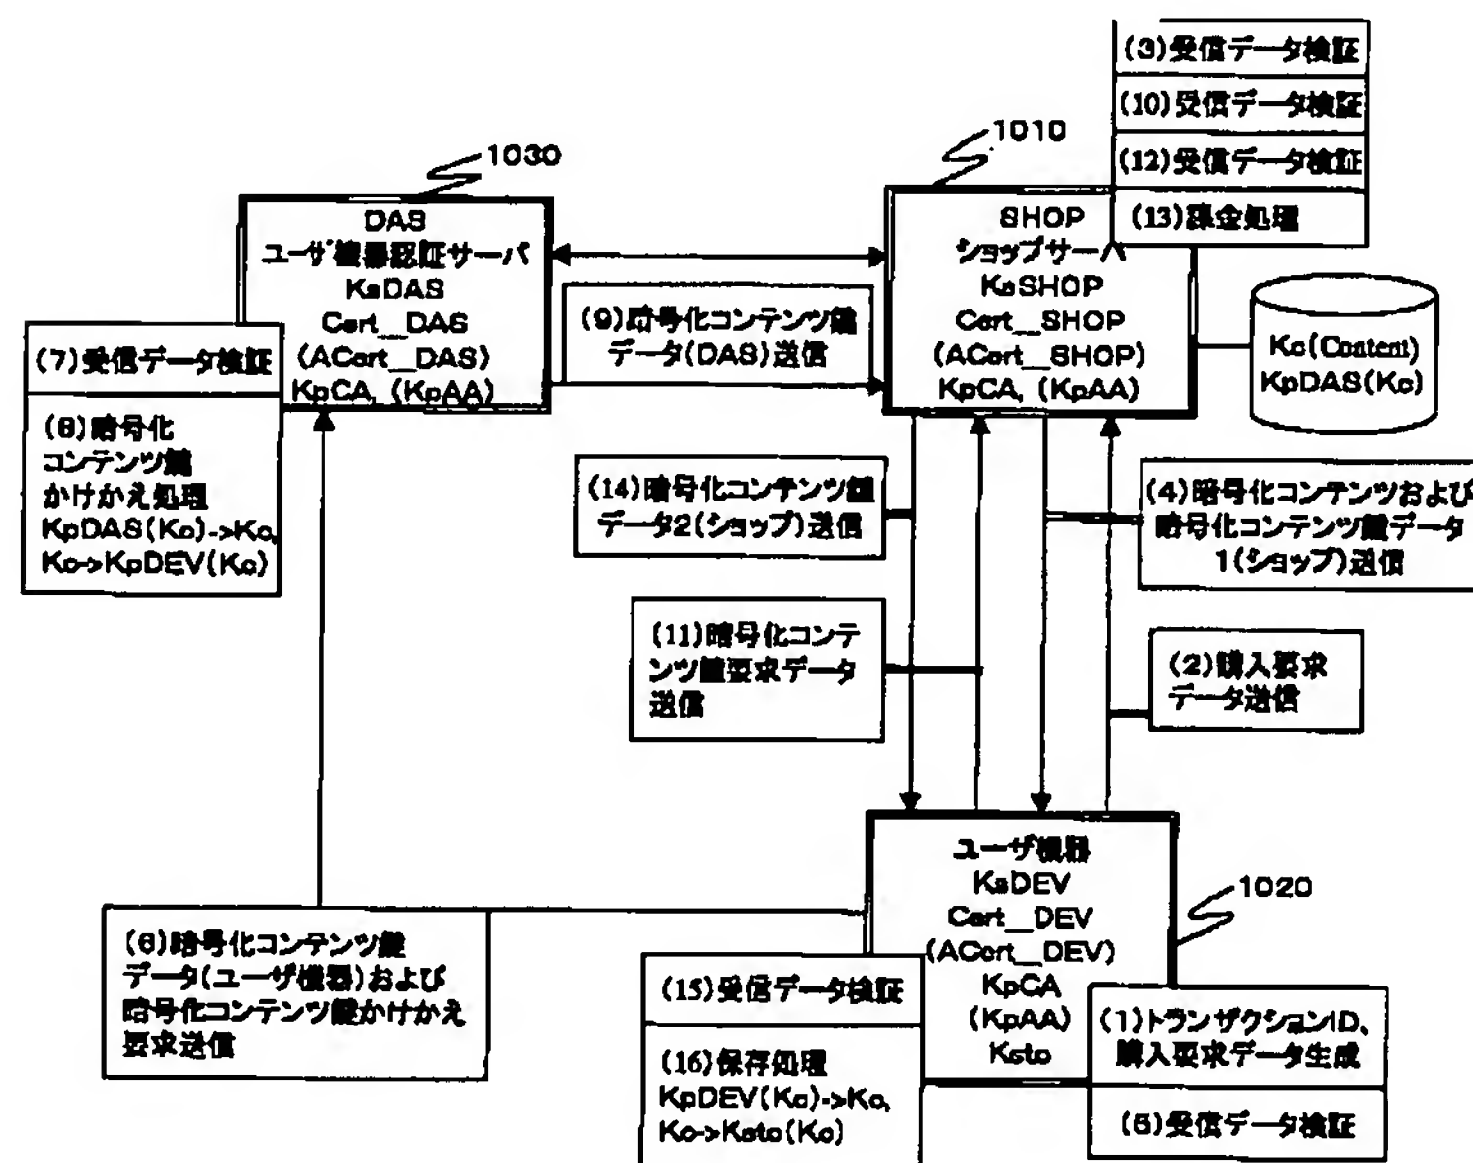 (3)受信データ検証
(10)受信データ検証
(12)受信データ検証
(13)課金処理
1010
1030
DAS
ユーザ機器認証サーバ
KsDAS
Cert_DAS
(ACert_DAS)
KpCA, (KpAA)
SHOP
ショップサーバ
KsSHOP
Cert_SHOP
(ACert_SHOP)
KpCA, (KpAA)
Kc(Content)
KpDAS(Kc)
(9)暗号化コンテンツ鍵
データ(DAS)送信
(7)受信データ検証
(8)暗号化
コンテンツ鍵
かけかえ処理
KpDAS(Kc)->Kc,
Kc->KpDEV(Kc)
(14)暗号化コンテンツ鍵
データ2(ショップ)送信
(4)暗号化コンテンツおよび
暗号化コンテンツ鍵データ
1(ショップ)送信
(11)暗号化コンテ
ンツ鍵要求データ
送信
(2)購入要求
データ送信
ユーザ機器
KsDEV
Cert_DEV
(ACert_DEV)
KpCA
(KpAA)
Ksto
1020
(6)暗号化コンテンツ鍵
データ(ユーザ機器)および
暗号化コンテンツ鍵かけかえ
要求送信
(15)受信データ検証
(16)保存処理
KpDEV(Kc)->Kc,
Kc->Ksto(Kc)
(1)トランザクションID、
購入要求データ生成
(5)受信データ検証